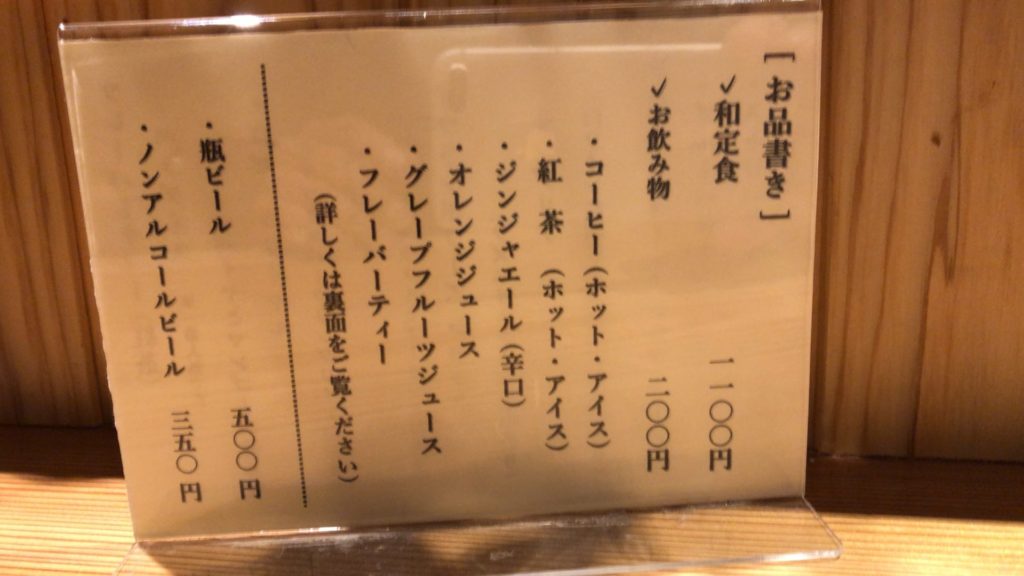 ［お品書き］
✓和定食 一一〇〇円
✓お飲み物 二〇〇円
・コーヒー（ホット・アイス）
・紅 茶 （ホット・アイス）
・ジンジャエール（辛口）
・オレンジジュース
・グレープフルーツジュース
・フレーバーティー
（詳しくは裏面をご覧ください）
・瓶ビール 五〇〇円
・ノンアルコールビール 三五〇円